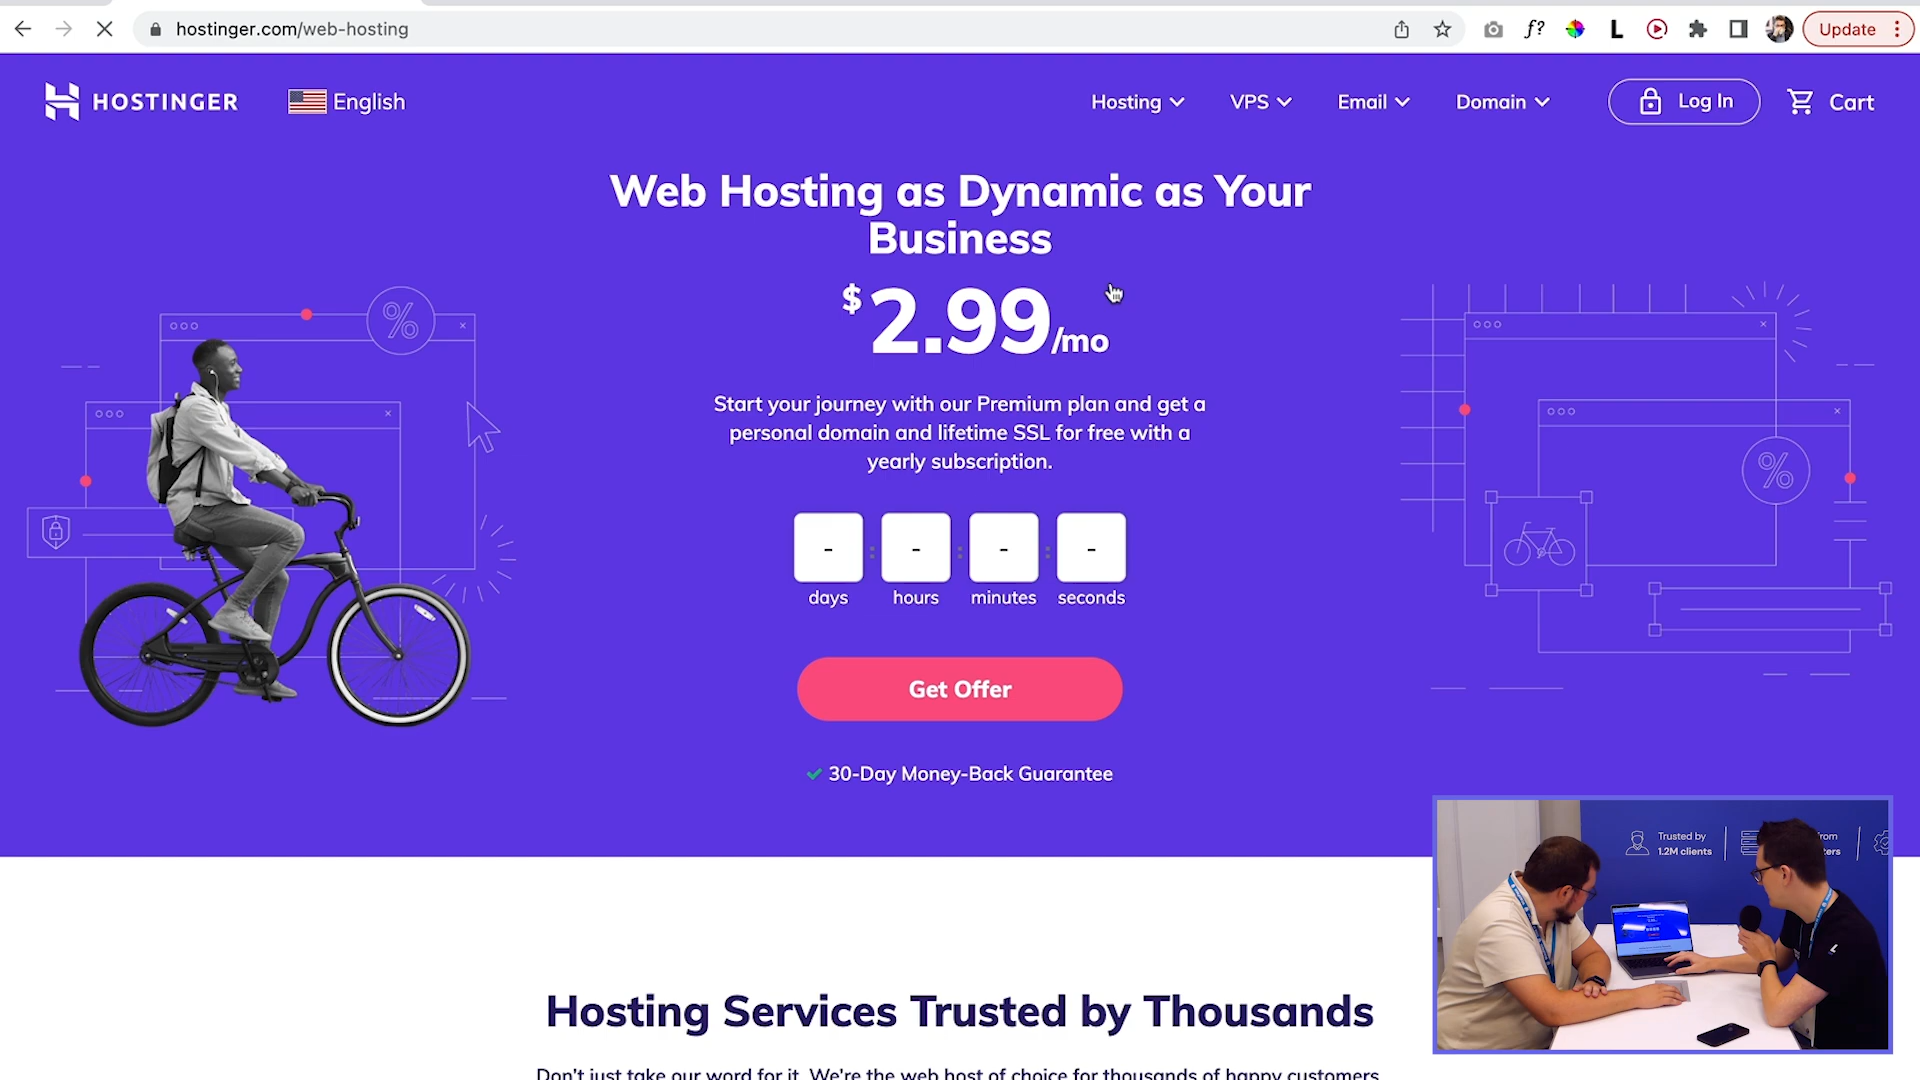 hostinger.com/web-hosting
f?
L
Update
HOSTINGER
English
Hosting
VPS
Email
Domain
Log In
Cart
Web Hosting as Dynamic as Your
Business
$2.99/mo
Start your journey with our Premium plan and get a
personal domain and lifetime SSL for free with a
yearly subscription.
- : - : - : -
days hours minutes seconds
Get Offer
30-Day Money-Back Guarantee
Trusted by
1.2M clients
Hosting Services Trusted by Thousands
Don't just take our word for it. We're the web host of choice for thousands of happy customers